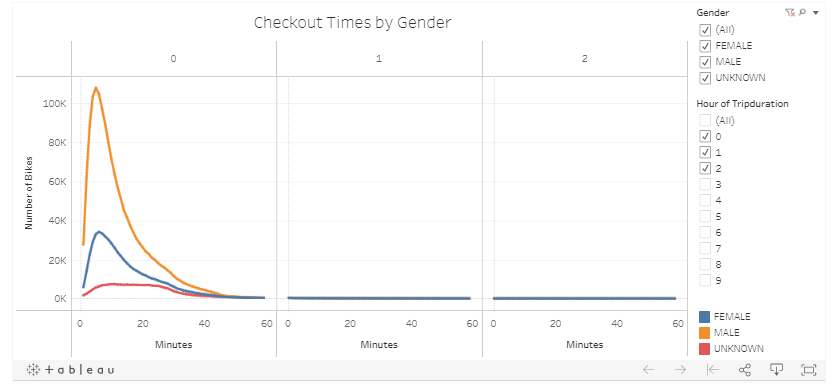 Checkout Times by Gender
0 1 2
Number of Bikes
100K
80K
60K
40K
20K
0K
0 20 40 60 0 20 40 60 0 20 40 60
Minutes Minutes Minutes
Gender
(All)
FEMALE
MALE
UNKNOWN
Hour of Tripduration
(All)
0
1
2
3
4
5
6
7
8
9
FEMALE
MALE
UNKNOWN
+ableau